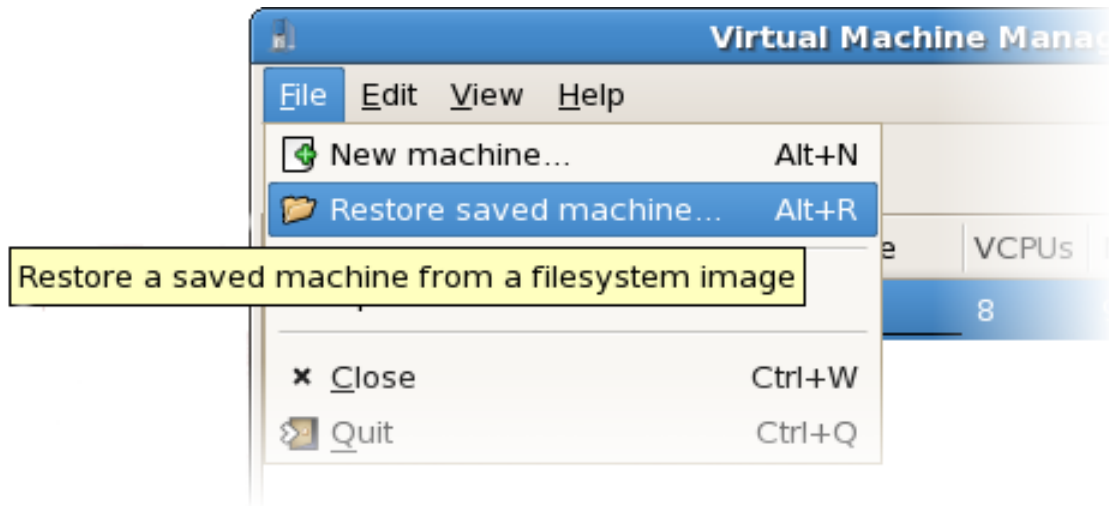 Virtual Machine
File Edit View Help
New machine... Alt+N
Restore saved machine... Alt+R
VCPUs
Restore a saved machine from a filesystem image
8
Close Ctrl+W
Quit Ctrl+Q